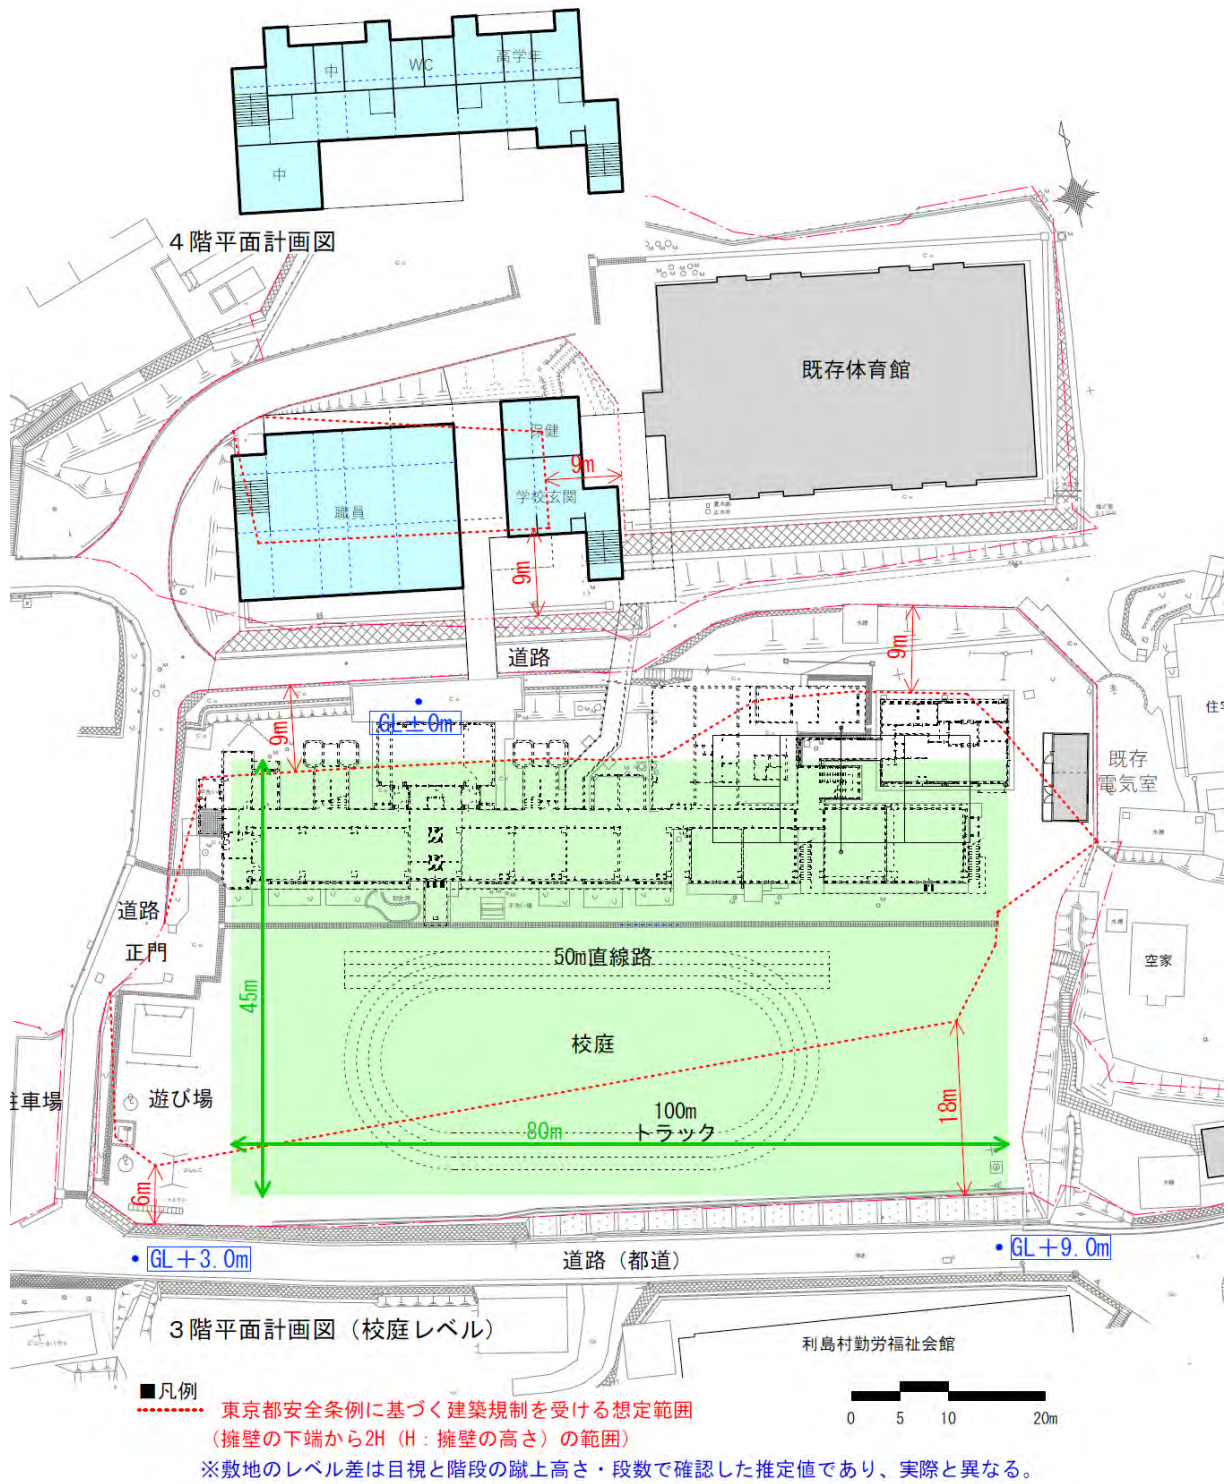 中
WC
高学年
中
4階平面計画図
既存体育館
保健
9m
学校玄関
職員
9m
道路
9m
9m
GL±0m
既存
電気室
道路
正門
50m直線路
空家
45m
校庭
遊び場
駐車場
100m
トラック
80m
18m
6m
GL+3.0m
道路（都道）
GL+9.0m
3階平面計画図（校庭レベル）
利島村勤労福祉会館
■凡例
東京都安全条例に基づく建築規制を受ける想定範囲
（擁壁の下端から2H（H：擁壁の高さ）の範囲）
0 5 10 20m
※敷地のレベル差は目視と階段の蹴上高さ・段数で確認した推定値であり、実際と異なる。